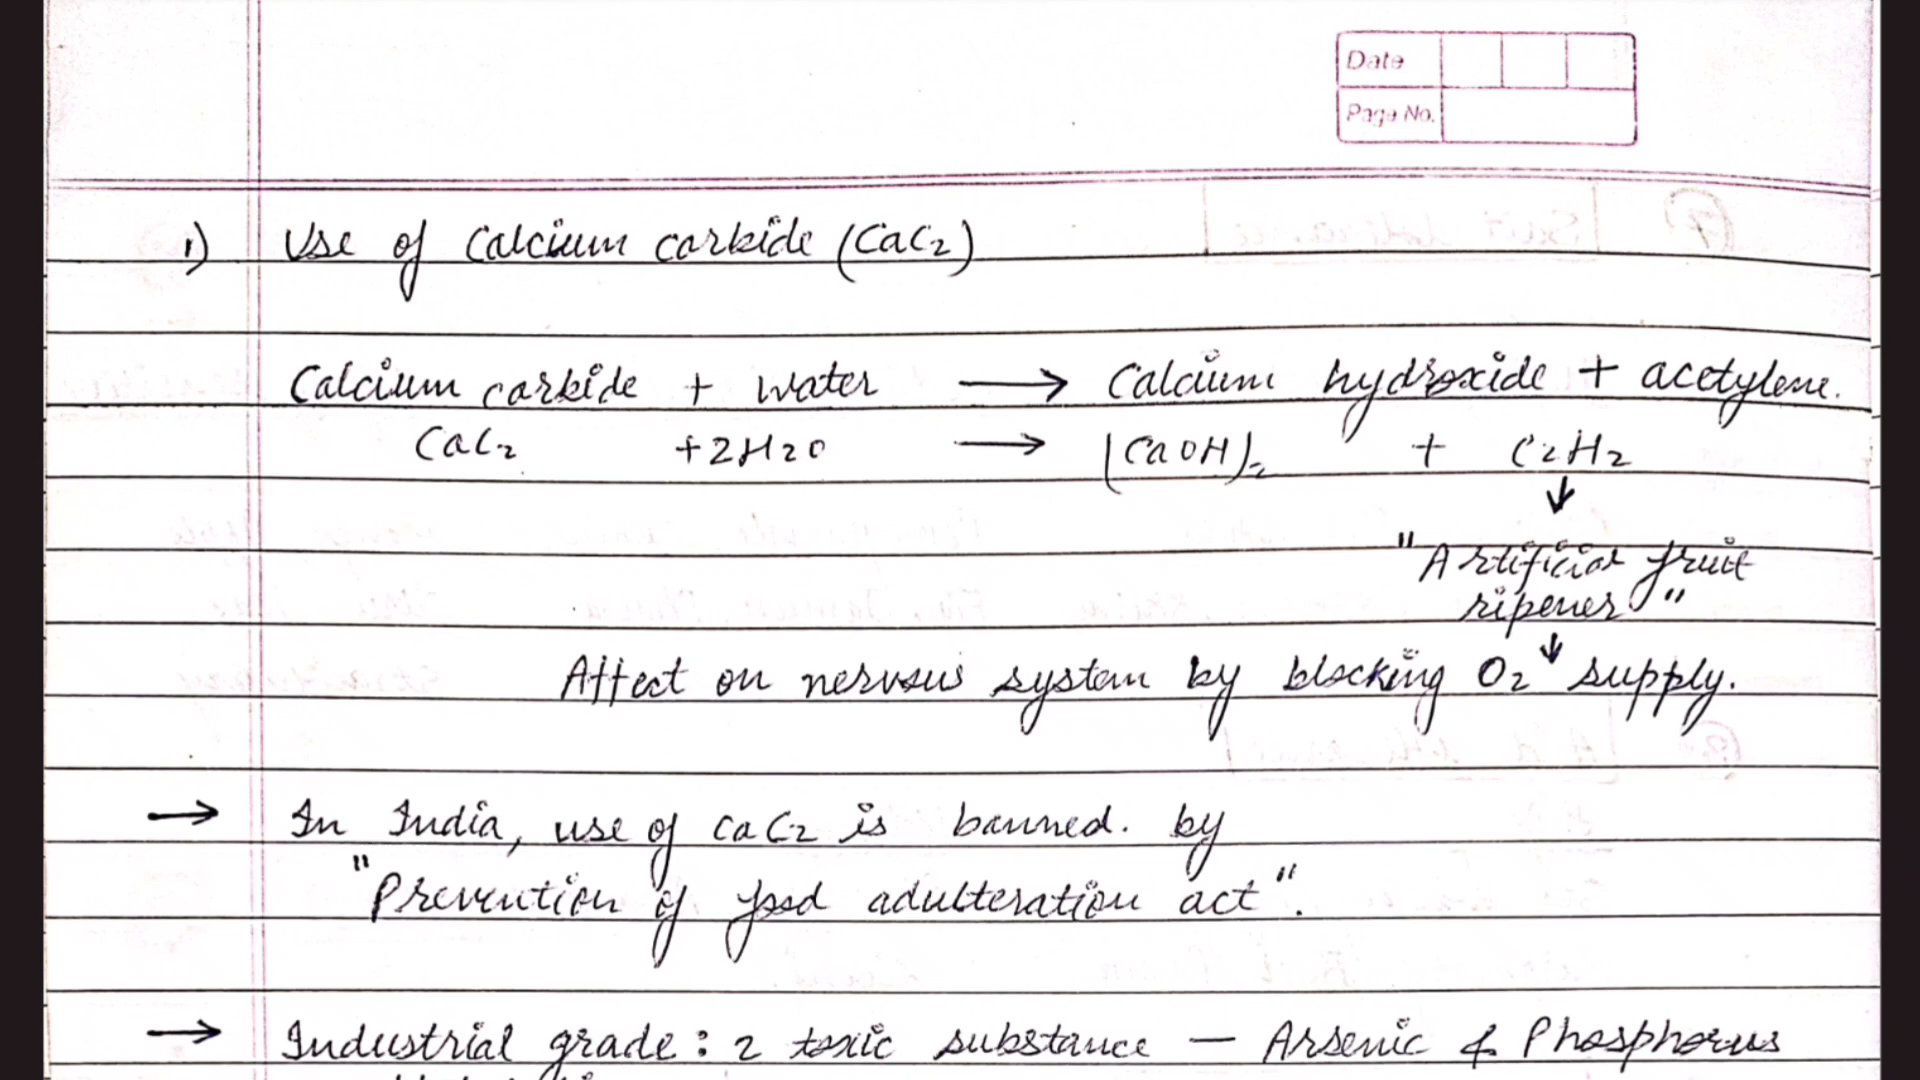 Date
Page No.
1) Use of Calcium carbide (CaC2)
Calcium carbide + water → Calcium hydroxide + acetylene.
CaC2 +2H2O → (CaOH)2 + C2H2
↓
"Artificial fruit
ripener"
↓
Affect on nervous system by blocking O2 supply.
→ In India, use of CaC2 is banned. by
"Prevention of food adulteration act".
→ Industrial grade: 2 toxic substance — Arsenic & Phosphorus